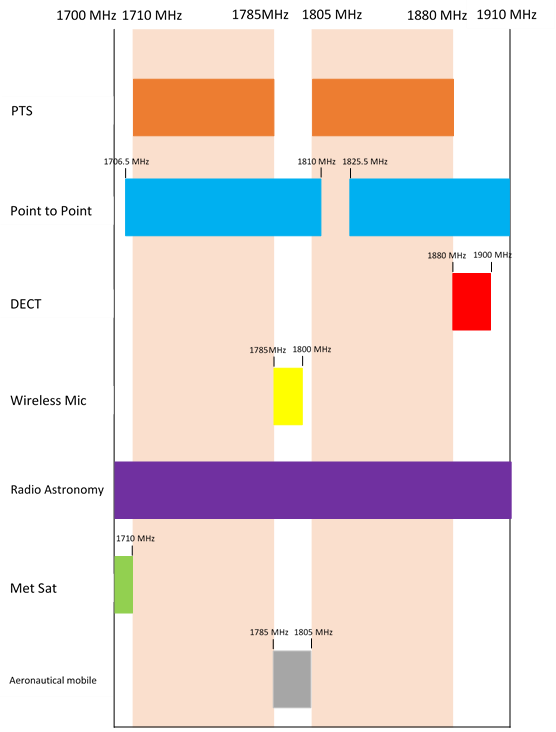 1700 MHz 1710 MHz 1785MHz 1805 MHz 1880 MHz 1910 MHz
PTS
1706.5 MHz 1810 MHz 1825.5 MHz
Point to Point
1880 MHz 1900 MHz
DECT
1785MHz 1800 MHz
Wireless Mic
Radio Astronomy
1710 MHz
Met Sat
1785 MHz 1805 MHz
Aeronautical mobile